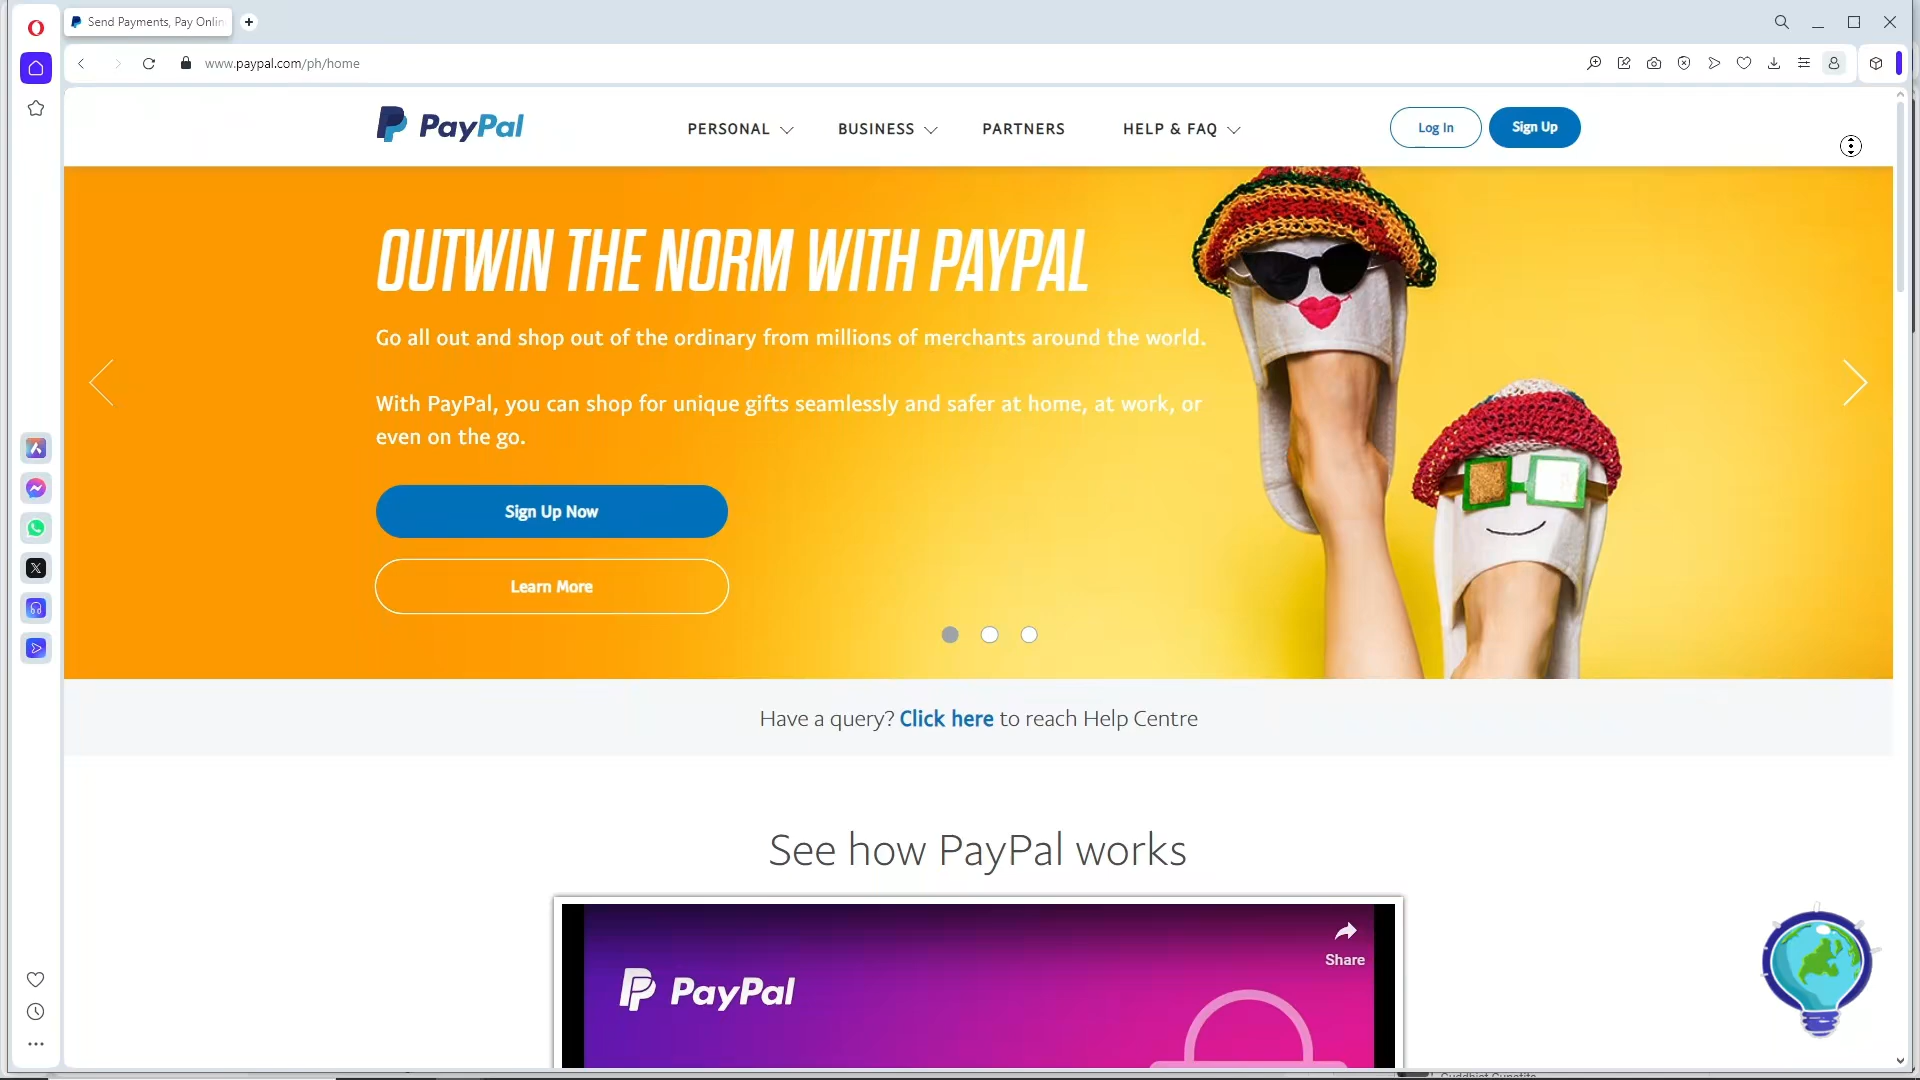 Send Payments, Pay Onlin
www.paypal.com/ph/home
PayPal
PERSONAL
BUSINESS
PARTNERS
HELP & FAQ
Log In
Sign Up
OUTWIN THE NORM WITH PAYPAL
Go all out and shop out of the ordinary from millions of merchants around the world.
With PayPal, you can shop for unique gifts seamlessly and safer at home, at work, or
even on the go.
Sign Up Now
Learn More
Have a query? Click here to reach Help Centre
See how PayPal works
Share
PayPal